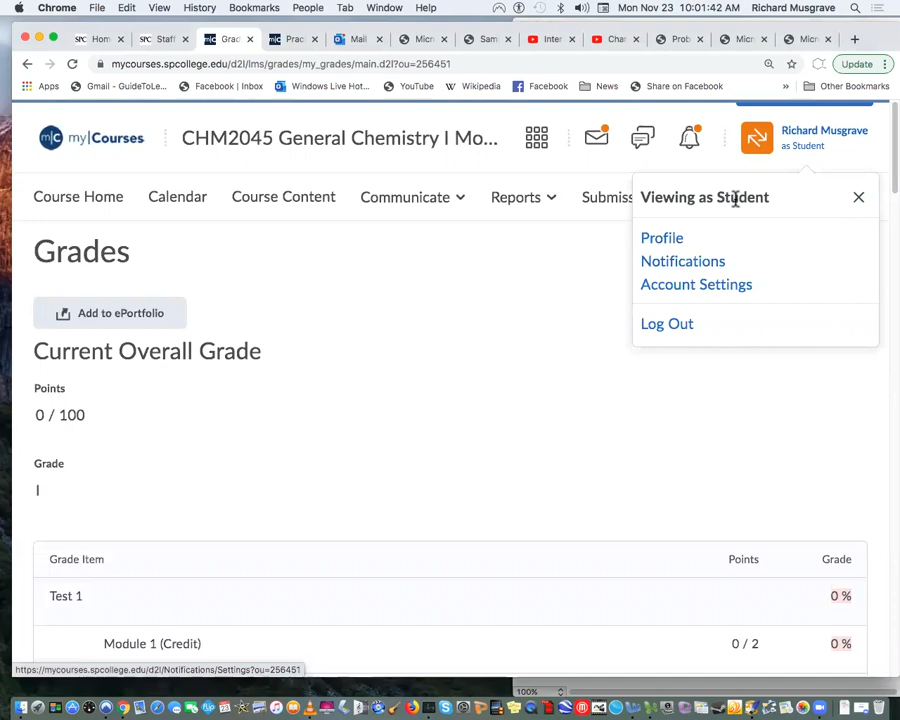 Chrome File Edit View History Bookmarks People Tab Window Help Mon Nov 23 10:01:42 AM Richard Musgrave
SPC Hom SPC Staff m|c Grad m|c Prac Mail Micro Sam Inter Cha Prob Micr Micr
mycourses.spcollege.edu/d2l/lms/grades/my_grades/main.d2l?ou=256451 Update
Apps Gmail - GuideToLe... Facebook | Inbox Windows Live Hot... YouTube W Wikipedia Facebook News Share on Facebook » Other Bookmarks
m|c my|Courses CHM2045 General Chemistry I Mo... Richard Musgrave
as Student
Course Home Calendar Course Content Communicate Reports Submiss
Viewing as Student
Profile
Notifications
Account Settings
Log Out
Grades
Add to ePortfolio
Current Overall Grade
Points
0 / 100
Grade
I
Grade Item Points Grade
Test 1 0 %
Module 1 (Credit) 0 / 2 0 %
https://mycourses.spcollege.edu/d2l/Notifications/Settings?ou=256451
100%